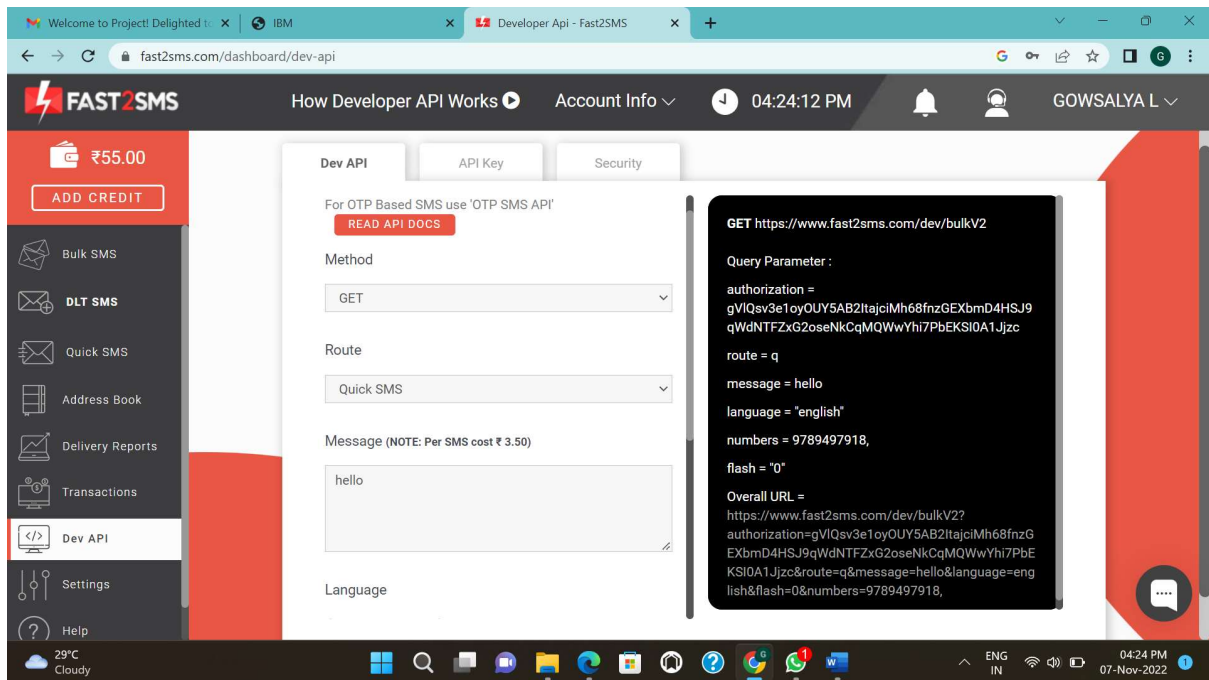 Welcome to Project! Delighted to
IBM
Developer Api - Fast2SMS
fast2sms.com/dashboard/dev-api
G
FAST2SMS
How Developer API Works
Account Info
04:24:12 PM
GOWSALYA L
₹55.00
ADD CREDIT
Bulk SMS
DLT SMS
Quick SMS
Address Book
Delivery Reports
Transactions
Dev API
Settings
Help
Dev API
API Key
Security
For OTP Based SMS use 'OTP SMS API'
READ API DOCS
Method
GET
Route
Quick SMS
Message (NOTE: Per SMS cost ₹ 3.50)
hello
Language
GET https://www.fast2sms.com/dev/bulkV2
Query Parameter :
authorization =
gVlQsv3e1oyOUY5AB2ItajciMh68fnzGEXbmD4HSJ9
qWdNTFZxG2oseNkCqMQWwYhi7PbEKSI0A1Jjzc
route = q
message = hello
language = "english"
numbers = 9789497918,
flash = "0"
Overall URL =
https://www.fast2sms.com/dev/bulkV2?
authorization=gVlQsv3e1oyOUY5AB2ItajciMh68fnzG
EXbmD4HSJ9qWdNTFZxG2oseNkCqMQWwYhi7PbE
KSI0A1Jjzc&route=q&message=hello&language=eng
lish&flash=0&numbers=9789497918,
29°C
Cloudy
ENG
IN
04:24 PM
07-Nov-2022
1